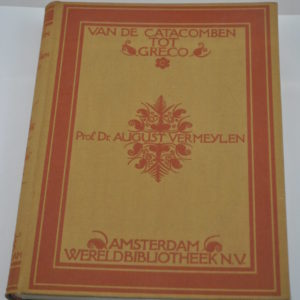 VAN DE CATACOMBEN
TOT
GRECO
Prof. Dr. AUGUST VERMEYLEN
AMSTERDAM
WERELDBIBLIOTHEEK N.V.